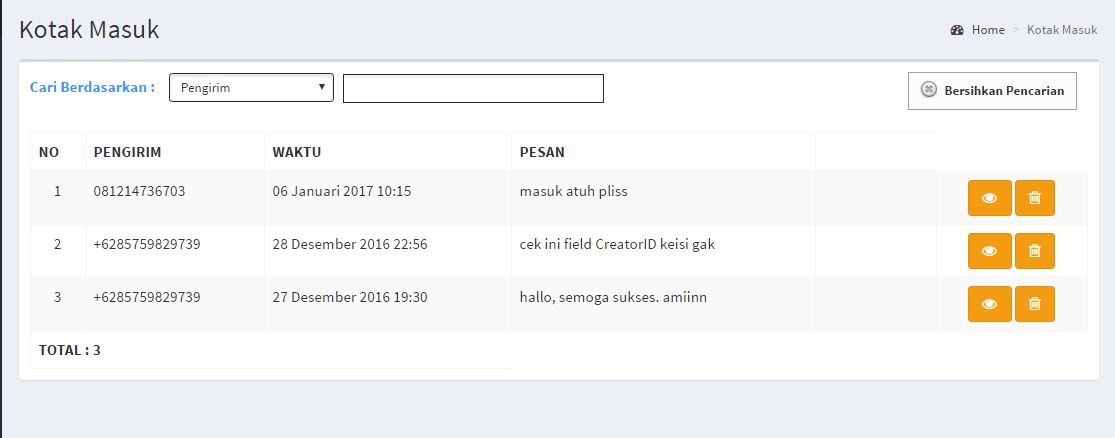 Kotak Masuk
Home > Kotak Masuk
Cari Berdasarkan : Pengirim Bersihkan Pencarian
NO PENGIRIM WAKTU PESAN
1 081214736703 06 Januari 2017 10:15 masuk atuh pliss
2 +6285759829739 28 Desember 2016 22:56 cek ini field CreatorID keisi gak
3 +6285759829739 27 Desember 2016 19:30 hallo, semoga sukses. amiinn
TOTAL : 3